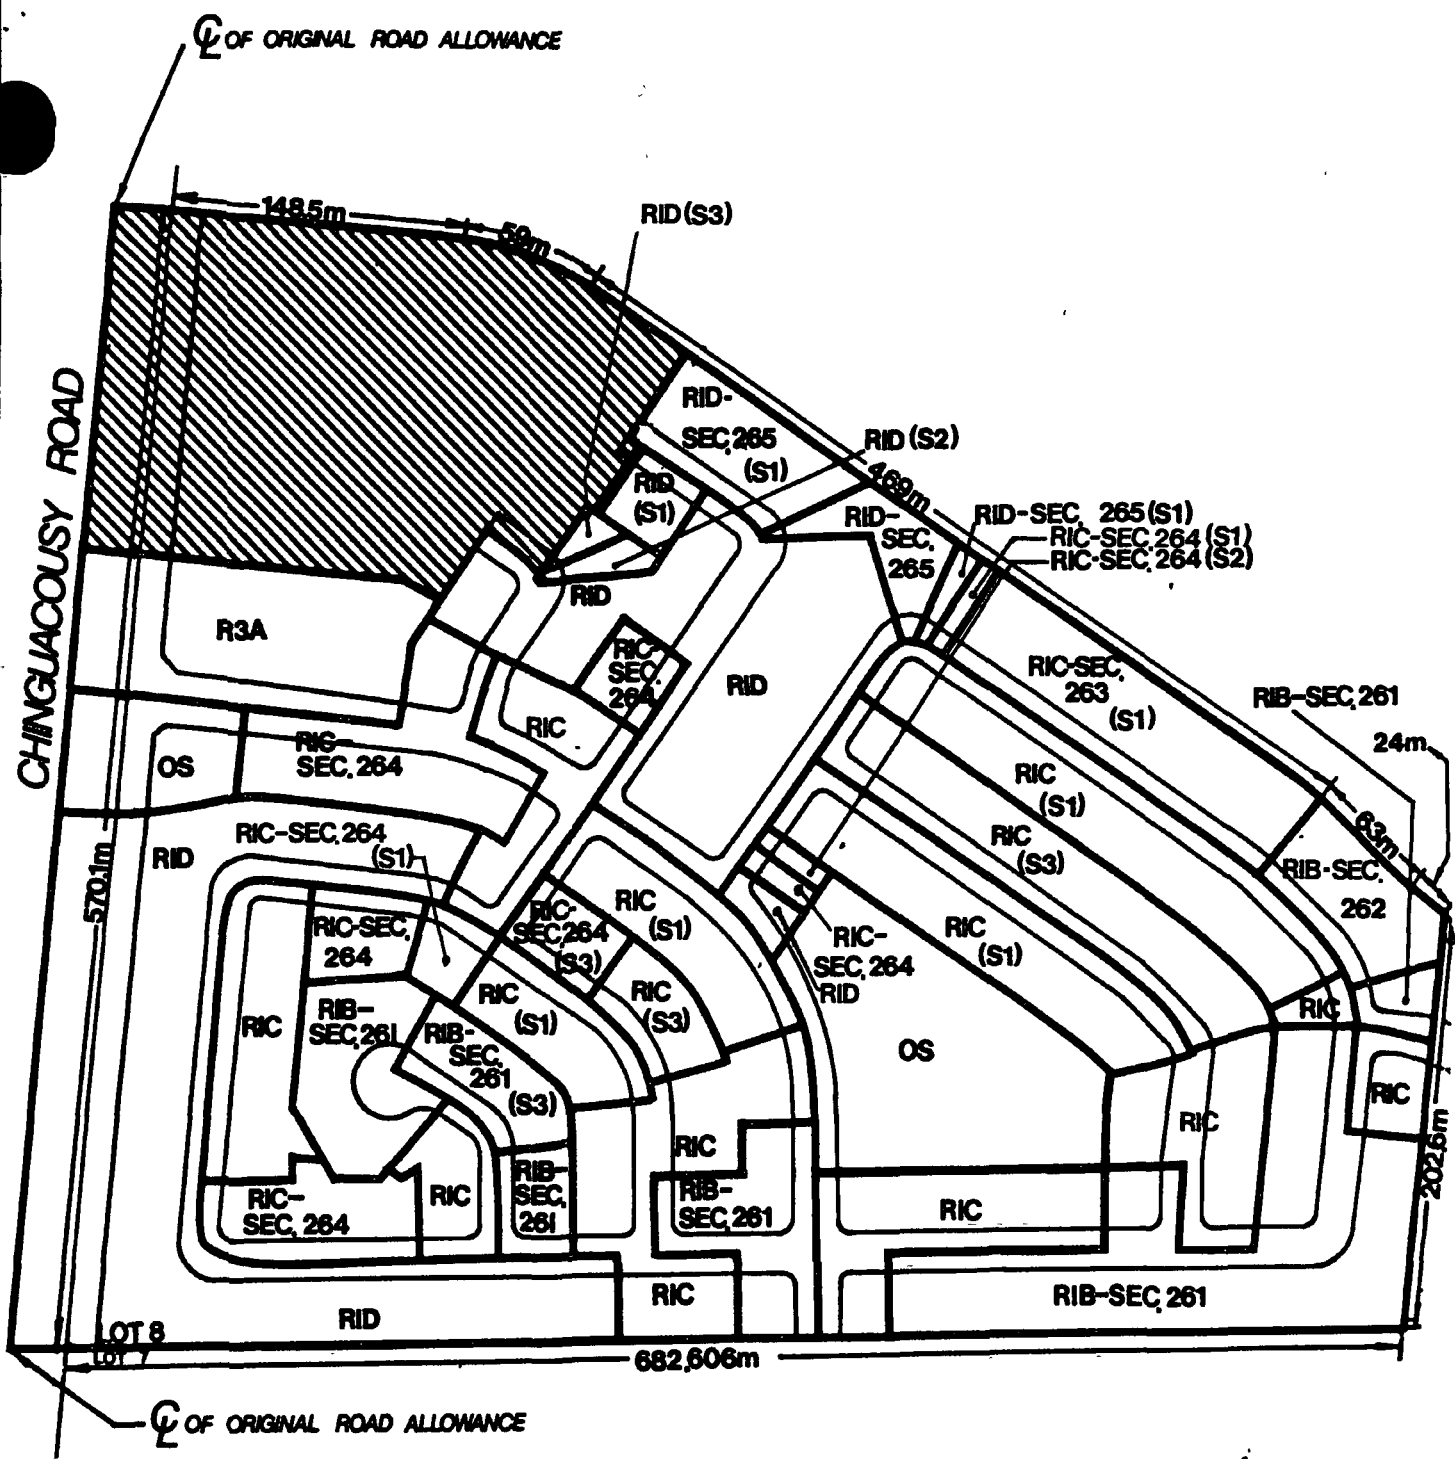 ℄ OF ORIGINAL ROAD ALLOWANCE
148.5m
59m
RID (S3)
CHINGUACOUSY ROAD
RID-
SEC. 265
(S1)
RID (S2)
469m
RID
(S1)
RID-
SEC.
265
RID-SEC. 265 (S1)
RIC-SEC. 264 (S1)
RIC-SEC. 264 (S2)
RID
R3A
RIC-
SEC.
264
RID
RIC-SEC.
263
(S1)
RIB-SEC. 261
24m
RIC
OS
RIC-
SEC. 264
RIC
(S1)
RIC
(S3)
63m
RIC-SEC. 264
(S1)
RID
570.1m
RIB-SEC.
262
RIC-SEC.
264
RIC-
SEC. 264
(S3)
RIC
(S1)
RIC-
SEC. 264
RID
RIC
(S1)
RIC
(S1)
RIC
(S3)
RIC
RIC
RIB-
SEC. 261
RIB-
SEC.
261
(S3)
OS
RIC
RIC
202.6m
RIC
RIC-
SEC. 264
RIC
RIB-
SEC.
261
RIB-
SEC. 261
RIC
RID
RIC
RIB-SEC. 261
LOT 8
LOT 7
682.606m
℄ OF ORIGINAL ROAD ALLOWANCE